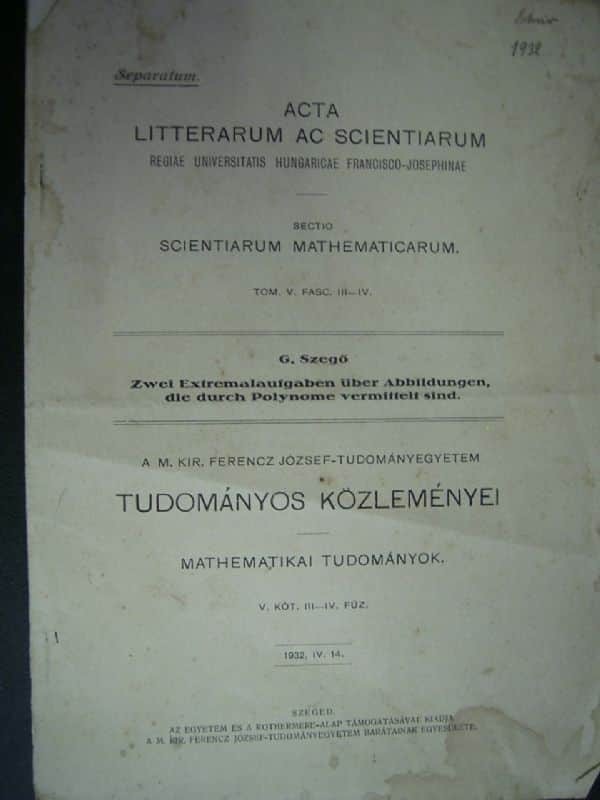 1932
Separatum.
ACTA
LITTERARUM AC SCIENTIARUM
REGIAE UNIVERSITATIS HUNGARICAE FRANCISCO-JOSEPHINAE
SECTIO
SCIENTIARUM MATHEMATICARUM.
TOM. V. FASC. III—IV.
G. Szegő
Zwei Extremalaufgaben über Abbildungen,
die durch Polynome vermittelt sind.
A M. KIR. FERENCZ JÓZSEF-TUDOMÁNYEGYETEM
TUDOMÁNYOS KÖZLEMÉNYEI
MATHEMATIKAI TUDOMÁNYOK.
V. KÖT. III—IV. FÜZ.
1932. IV. 14.
SZEGED.
AZ EGYETEM ÉS A ROTHERMERE-ALAP TÁMOGATÁSÁVAL KIADJA
A M. KIR. FERENCZ JÓZSEF-TUDOMÁNYEGYETEM BARÁTAINAK EGYESÜLETE.